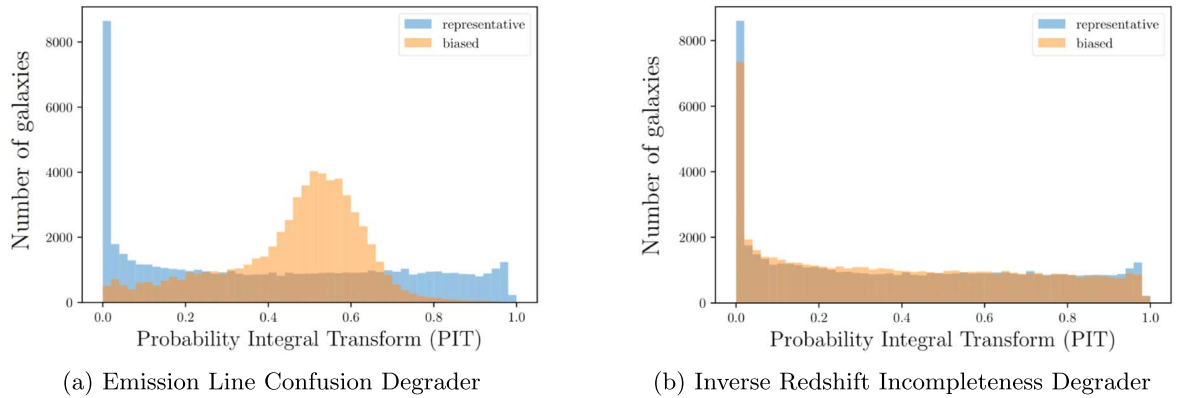 Number of galaxies
8000
6000
4000
2000
0
0.0 0.2 0.4 0.6 0.8 1.0
Probability Integral Transform (PIT)
representative
biased
(a) Emission Line Confusion Degrader
Number of galaxies
8000
6000
4000
2000
0
0.0 0.2 0.4 0.6 0.8 1.0
Probability Integral Transform (PIT)
representative
biased
(b) Inverse Redshift Incompleteness Degrader